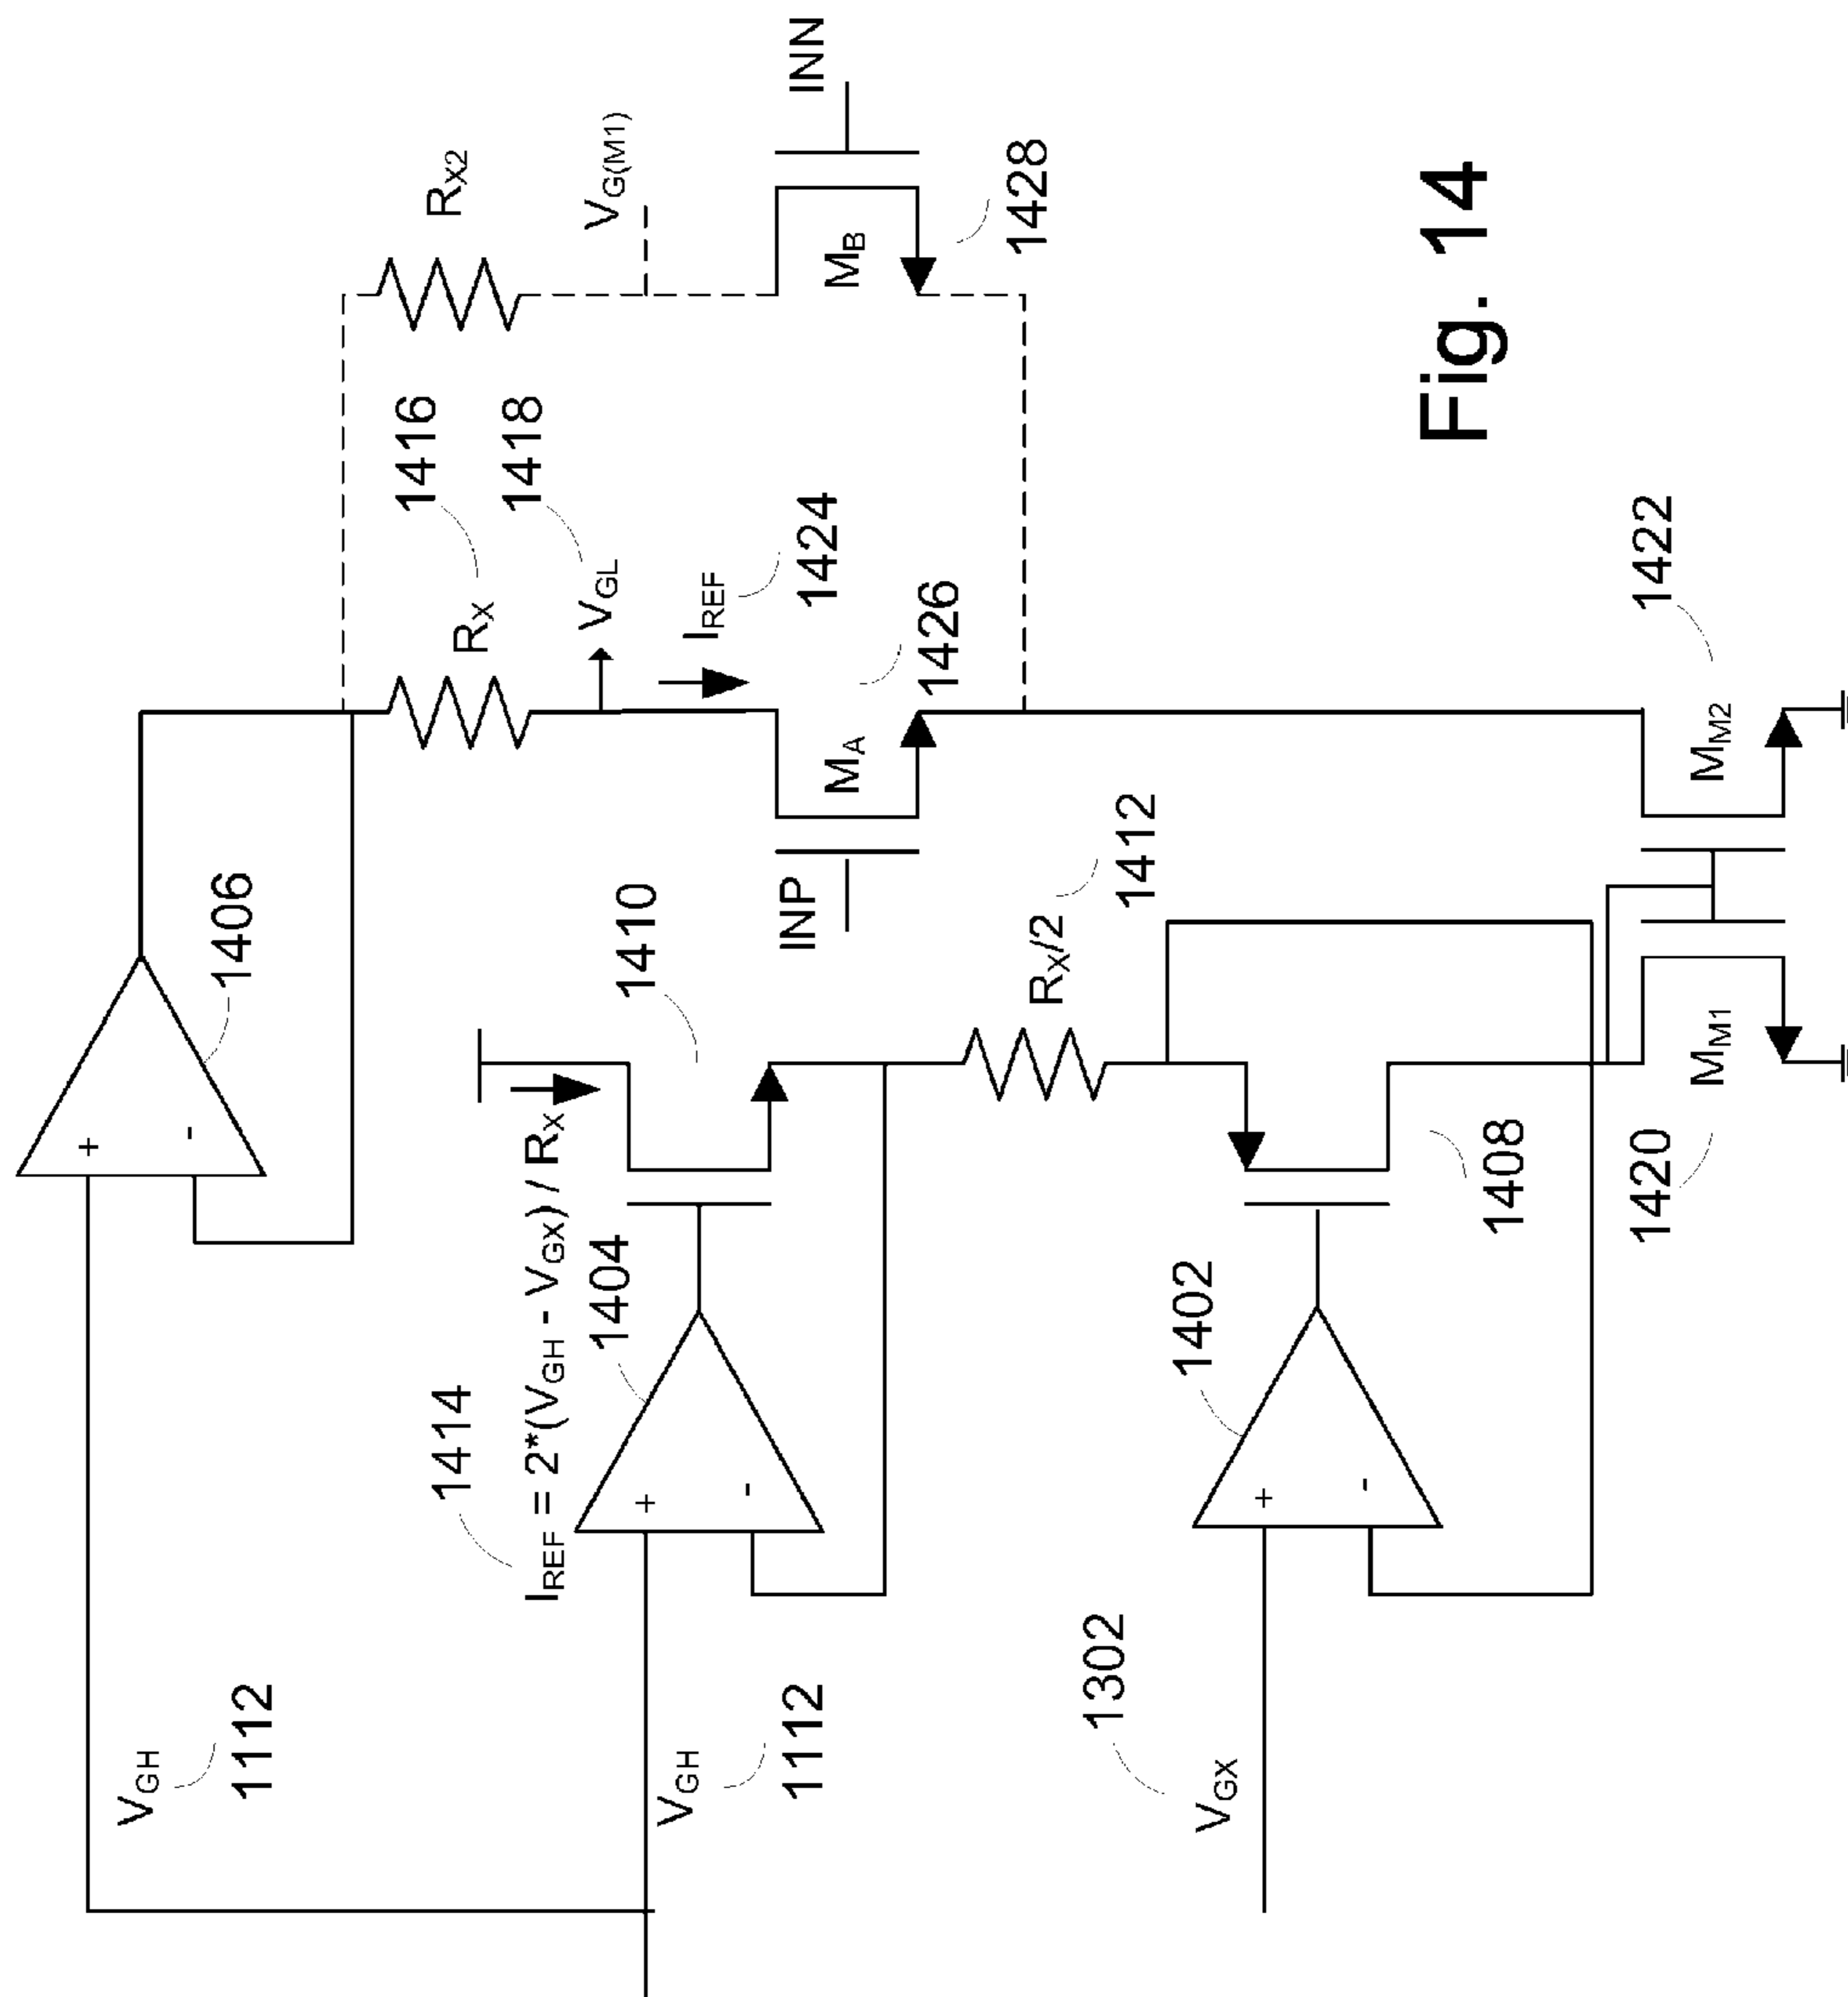 V_GH
1112
1406
R_X
1416
V_GL
1418
I_REF
1424
R_X2
V_G(M1)
INN
M_B
1428
INP
M_A
1426
1414
I_REF = 2*(V_GH - V_GX) / R_X
V_GH
1112
+
-
+
-
1404
1410
R_X/2
1412
1302
V_GX
+
-
1402
1408
1420
M_M1
M_M2
1422
Fig. 14